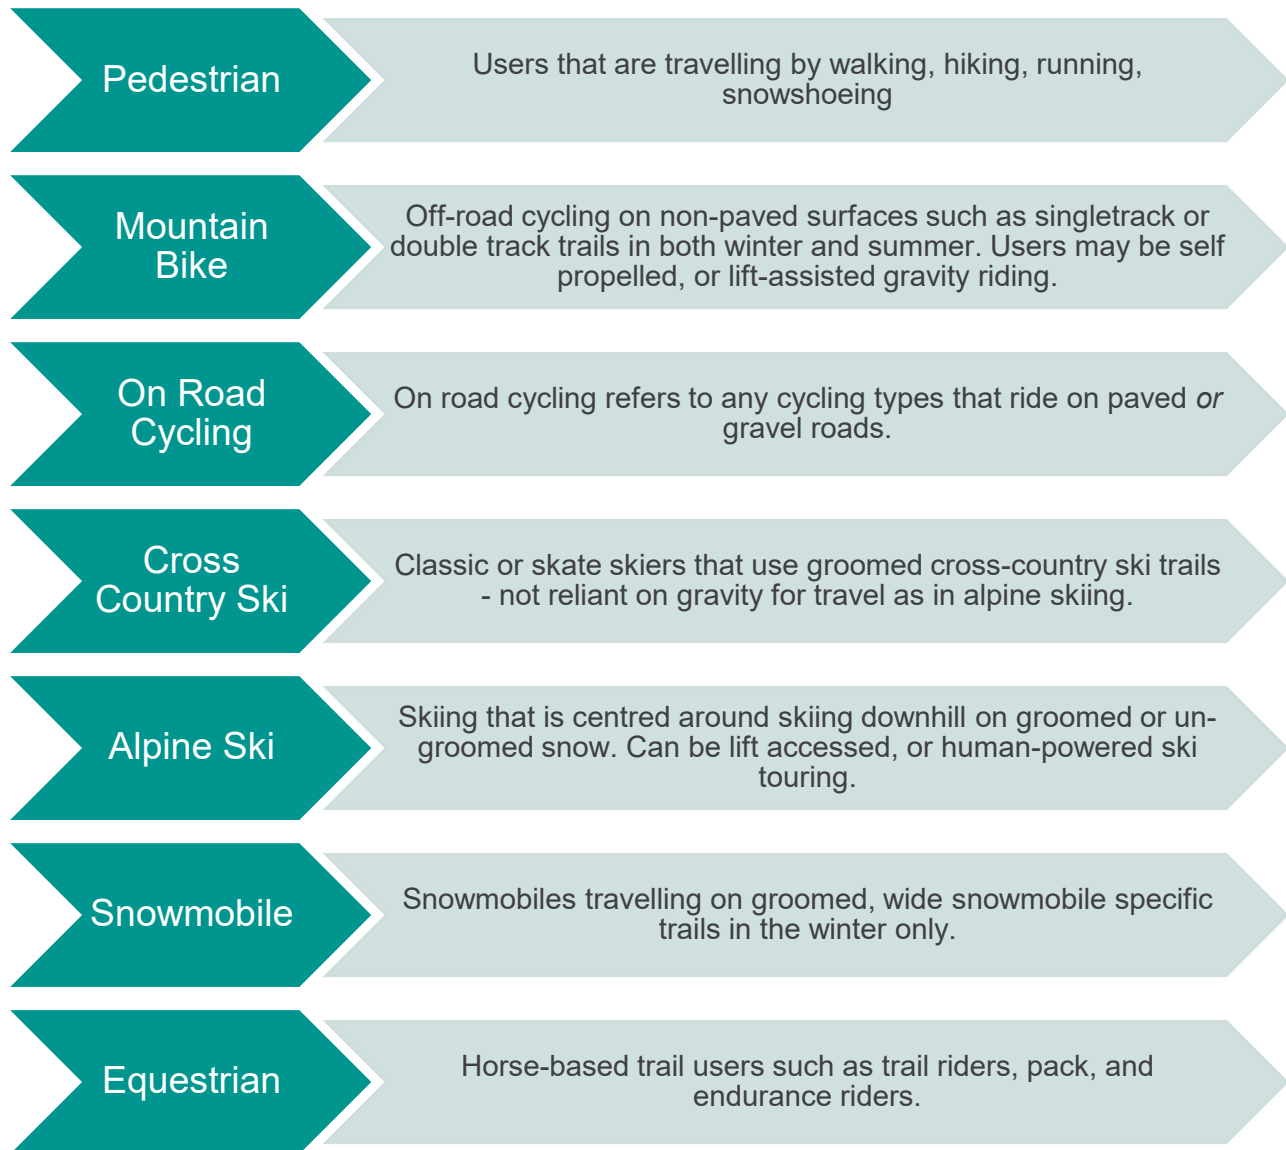 Pedestrian
Users that are travelling by walking, hiking, running,
snowshoeing
Mountain
Bike
Off-road cycling on non-paved surfaces such as singletrack or
double track trails in both winter and summer. Users may be self
propelled, or lift-assisted gravity riding.
On Road
Cycling
On road cycling refers to any cycling types that ride on paved or
gravel roads.
Cross
Country Ski
Classic or skate skiers that use groomed cross-country ski trails
- not reliant on gravity for travel as in alpine skiing.
Alpine Ski
Skiing that is centred around skiing downhill on groomed or un-
groomed snow. Can be lift accessed, or human-powered ski
touring.
Snowmobile
Snowmobiles travelling on groomed, wide snowmobile specific
trails in the winter only.
Equestrian
Horse-based trail users such as trail riders, pack, and
endurance riders.